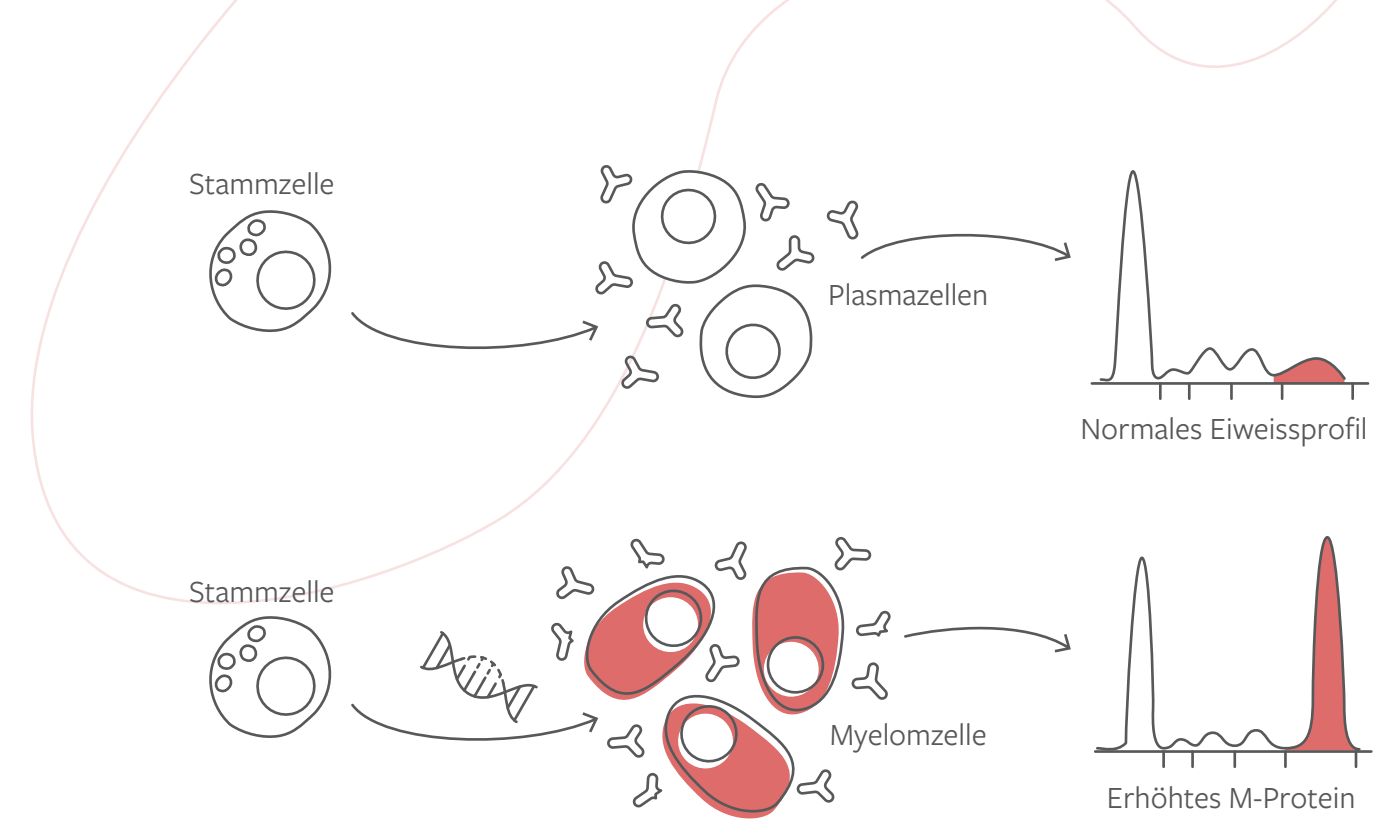 Stammzelle
Plasmazellen
Normales Eiweissprofil
Stammzelle
Myelomzelle
Erhöhtes M-Protein